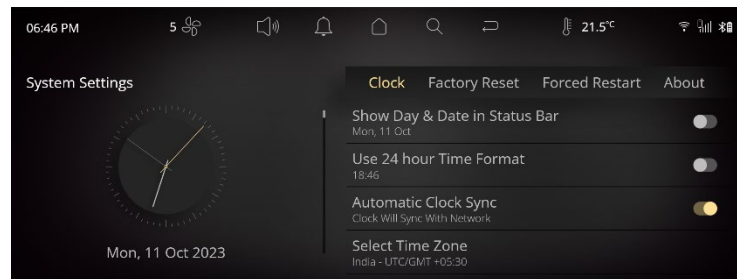 06:46 PM 5 21.5°C
System Settings
Clock Factory Reset Forced Restart About
Show Day & Date in Status Bar
Mon, 11 Oct
Use 24 hour Time Format
18:46
Automatic Clock Sync
Clock Will Sync With Network
Select Time Zone
India - UTC/GMT +05:30
Mon, 11 Oct 2023